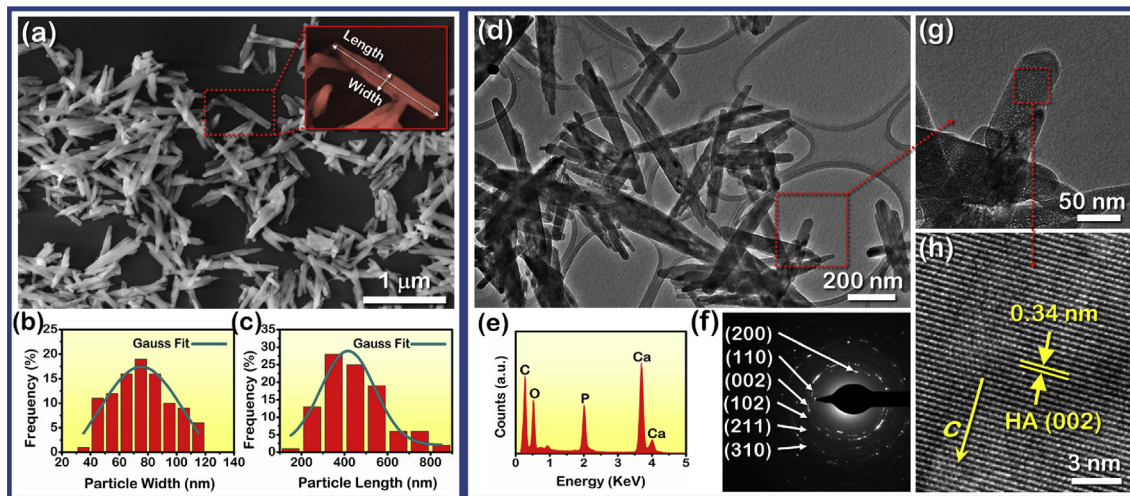 (a)
Length
Width
1 μm
(b)
Frequency (%)
25
20
15
10
5
0
Gauss Fit
20 40 60 80 100 120 140
Particle Width (nm)
(c)
Frequency (%)
35
30
25
20
15
10
5
0
Gauss Fit
200 400 600 800
Particle Length (nm)
(d)
200 nm
(e)
Counts (a.u.)
C
O
P
Ca
Ca
0 1 2 3 4 5
Energy (KeV)
(f)
(200)
(110)
(002)
(102)
(211)
(310)
(g)
50 nm
(h)
0.34 nm
HA (002)
c
3 nm